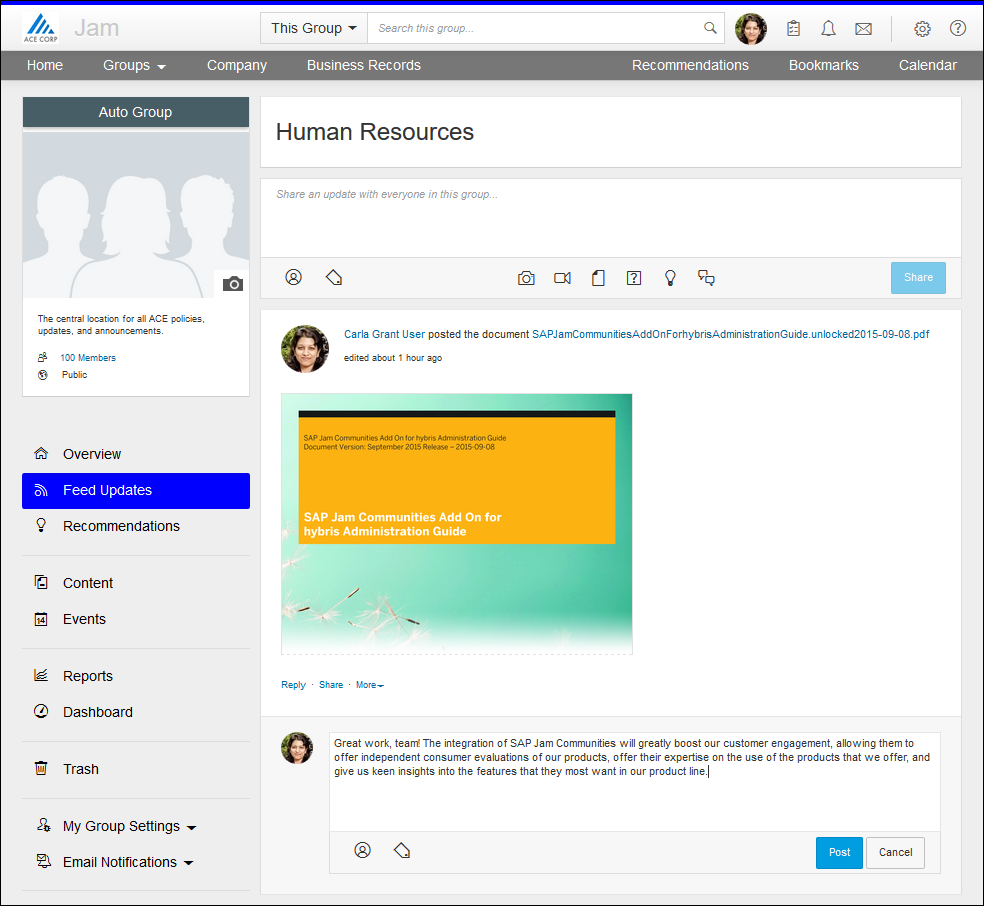 ACE CORP
Jam
This Group
Search this group...
Home
Groups
Company
Business Records
Recommendations
Bookmarks
Calendar
Auto Group
The central location for all ACE policies,
updates, and announcements.
100 Members
Public
Overview
Feed Updates
Recommendations
Content
14
Events
Reports
Dashboard
Trash
My Group Settings
Email Notifications
Human Resources
Share an update with everyone in this group...
Share
Carla Grant User posted the document SAPJamCommunitiesAddOnForhybrisAdministrationGuide.unlocked2015-09-08.pdf
edited about 1 hour ago
SAP Jam Communities Add On for hybris Administration Guide
Document Version: September 2015 Release – 2015-09-08
SAP Jam Communities Add On for
hybris Administration Guide
Reply · Share · More
Great work, team! The integration of SAP Jam Communities will greatly boost our customer engagement, allowing them to
offer independent consumer evaluations of our products, offer their expertise on the use of the products that we offer, and
give us keen insights into the features that they most want in our product line.
Post
Cancel